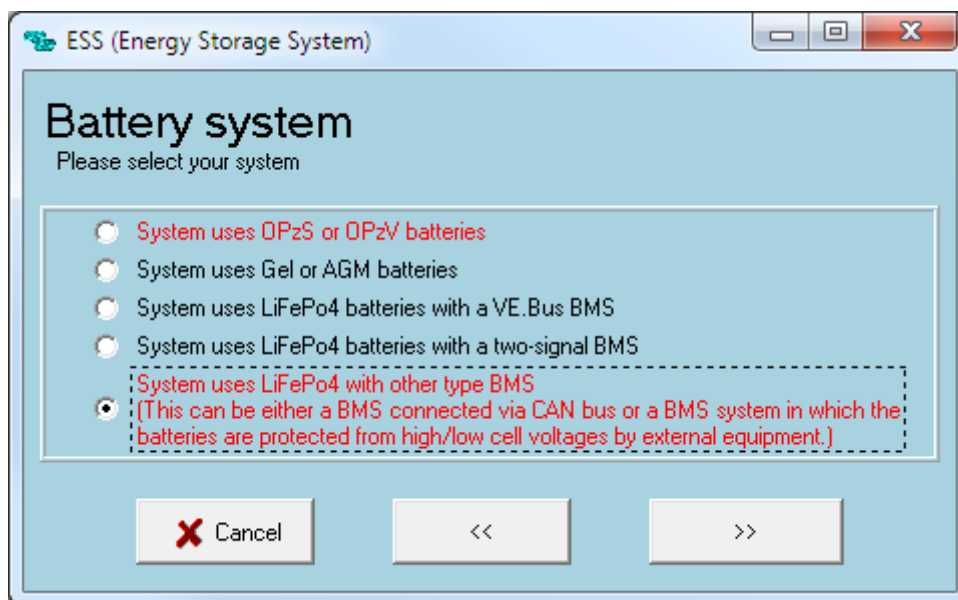 ESS (Energy Storage System)
Battery system
Please select your system
System uses OPzS or OPzV batteries
System uses Gel or AGM batteries
System uses LiFePo4 batteries with a VE.Bus BMS
System uses LiFePo4 batteries with a two-signal BMS
System uses LiFePo4 with other type BMS
(This can be either a BMS connected via CAN bus or a BMS system in which the
batteries are protected from high/low cell voltages by external equipment.)
Cancel << >>